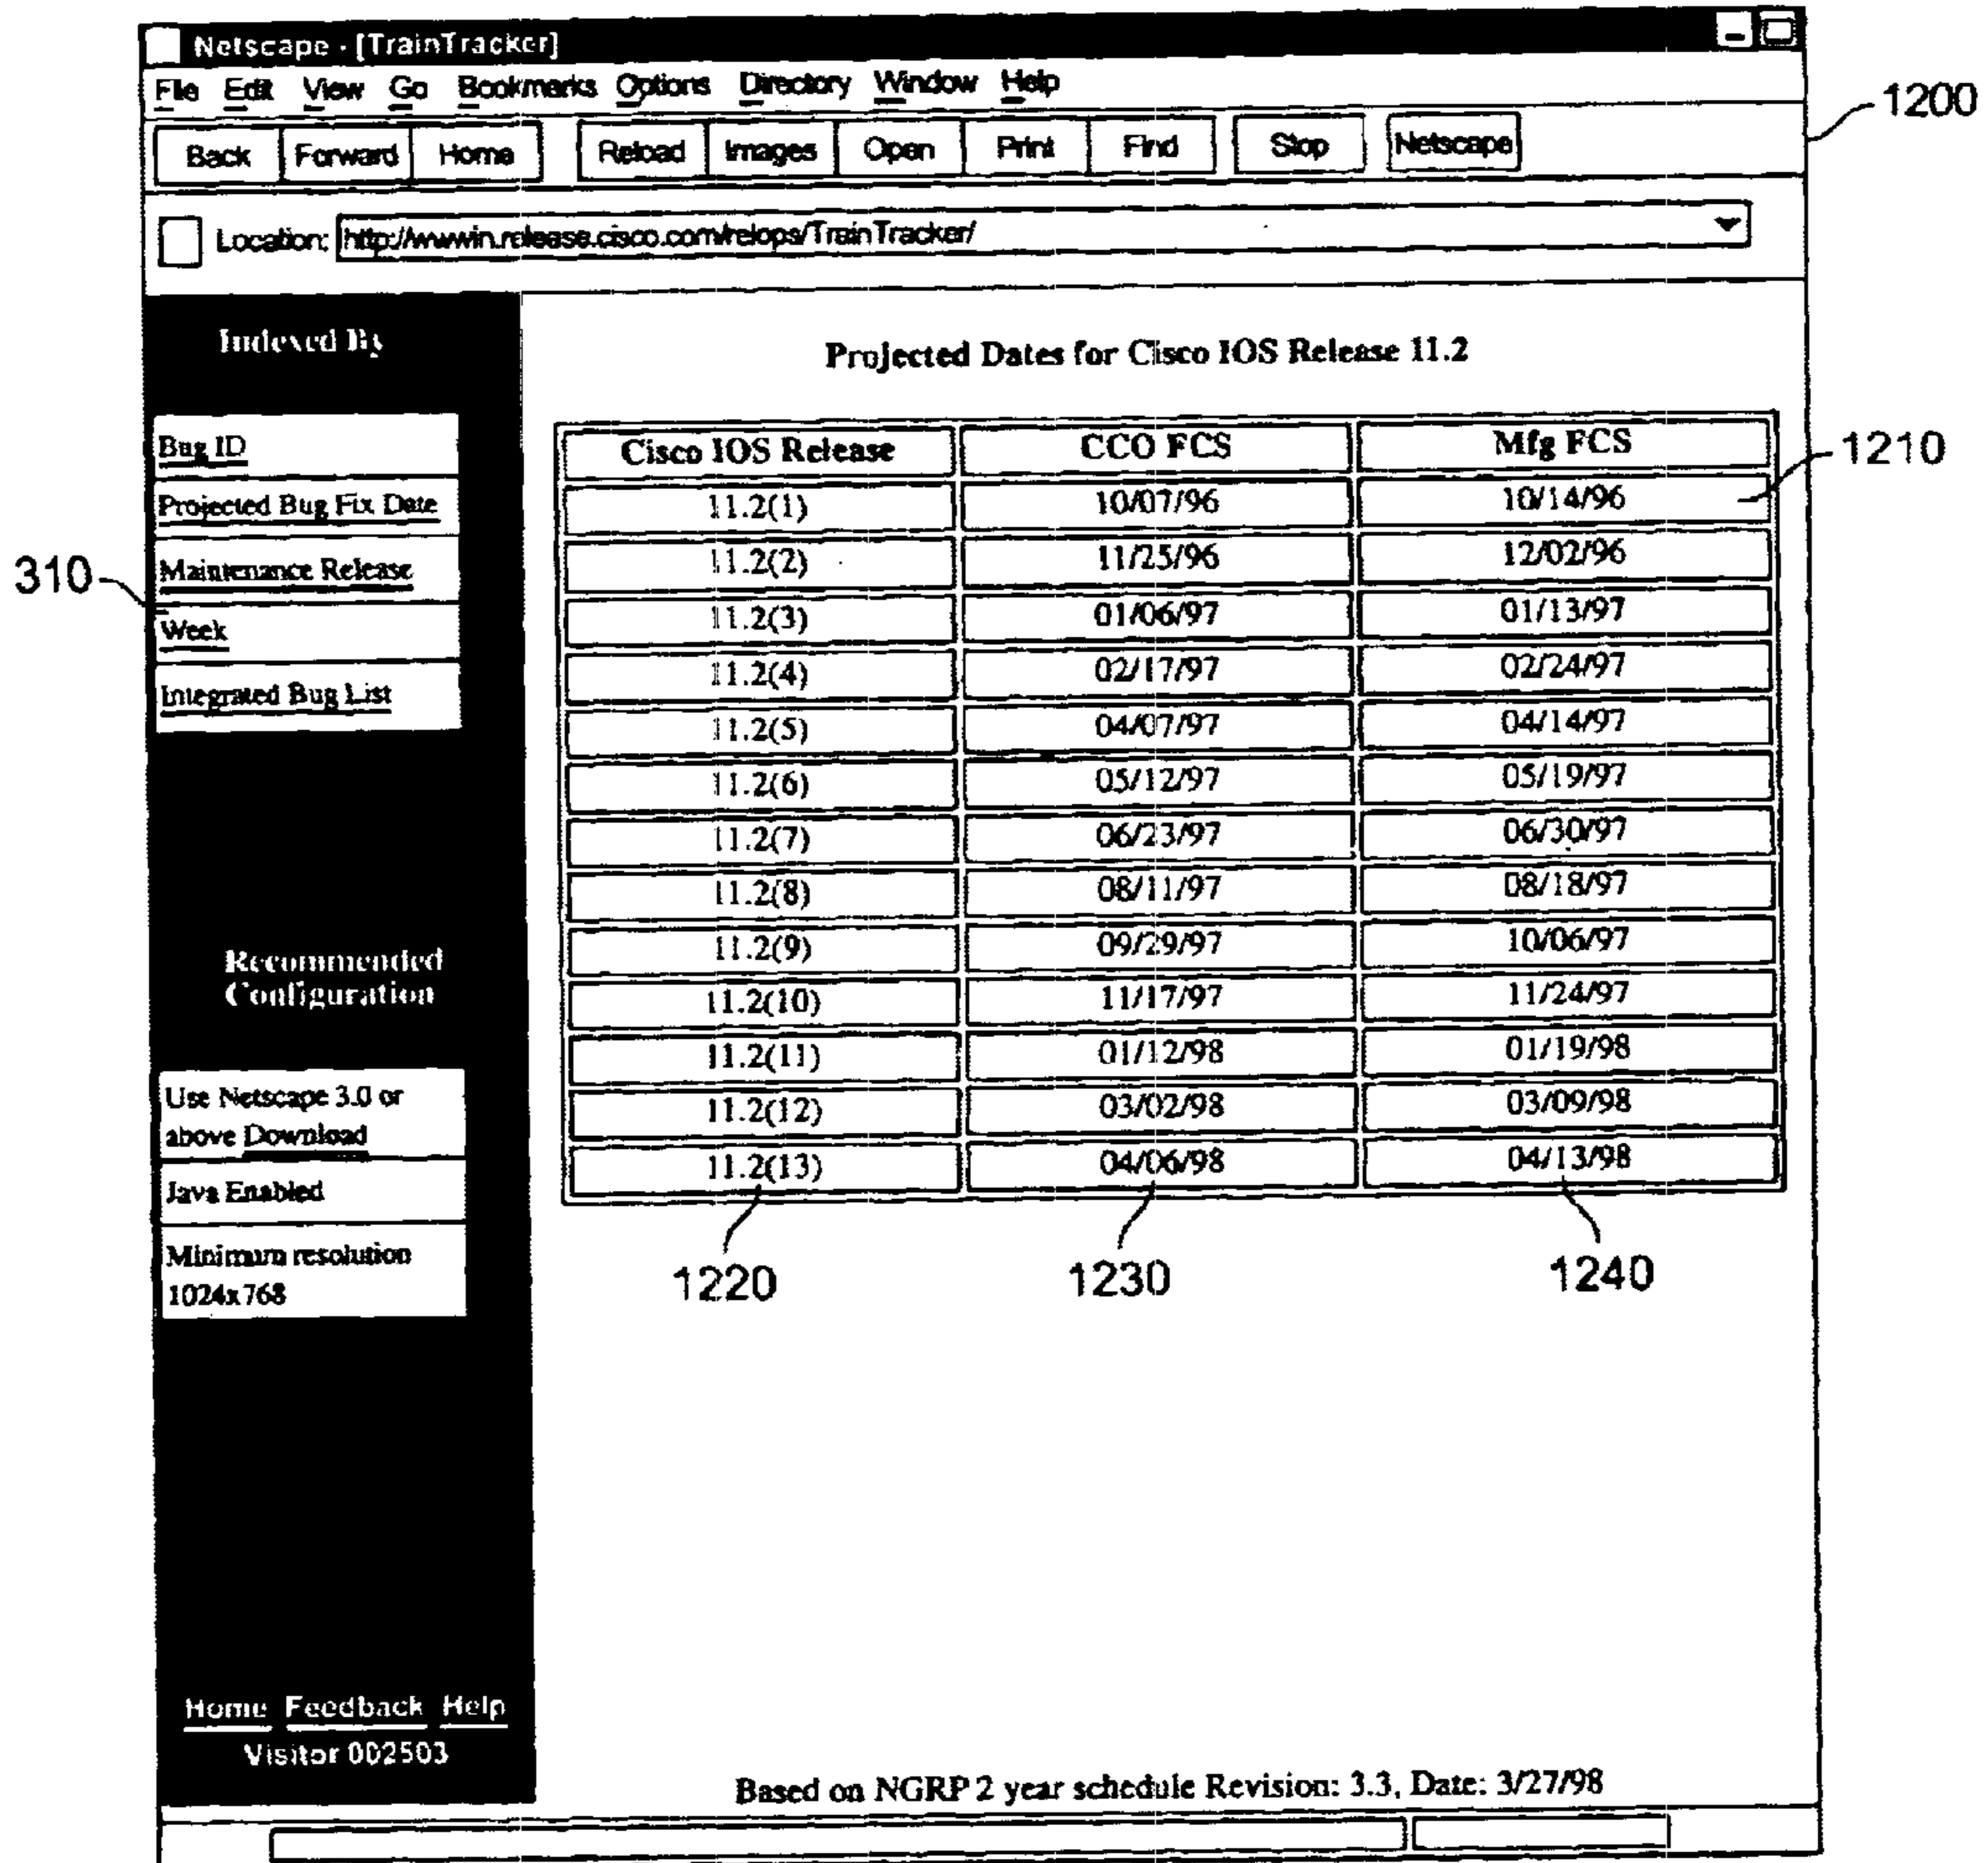 Netscape - [TrainTracker]
File Edit View Go Bookmarks Options Directory Window Help
1200
Back Forward Home Reload Images Open Print Find Stop Netscape
Location: http://wwwin.release.cisco.com/relops/TrainTracker/
Indexed By
Projected Dates for Cisco IOS Release 11.2
Bug ID
Projected Bug Fix Date
Maintenance Release
310
Week
Integrated Bug List
Cisco IOS Release CCO FCS Mfg FCS
1210
11.2(1) 10/07/96 10/14/96
11.2(2) 11/25/96 12/02/96
11.2(3) 01/06/97 01/13/97
11.2(4) 02/17/97 02/24/97
11.2(5) 04/07/97 04/14/97
11.2(6) 05/12/97 05/19/97
11.2(7) 06/23/97 06/30/97
11.2(8) 08/11/97 08/18/97
11.2(9) 09/29/97 10/06/97
11.2(10) 11/17/97 11/24/97
11.2(11) 01/12/98 01/19/98
11.2(12) 03/02/98 03/09/98
11.2(13) 04/06/98 04/13/98
1220 1230 1240
Recommended
Configuration
Use Netscape 3.0 or
above Download
Java Enabled
Minimum resolution
1024x768
Home Feedback Help
Visitor 002503
Based on NGRP 2 year schedule Revision: 3.3, Date: 3/27/98